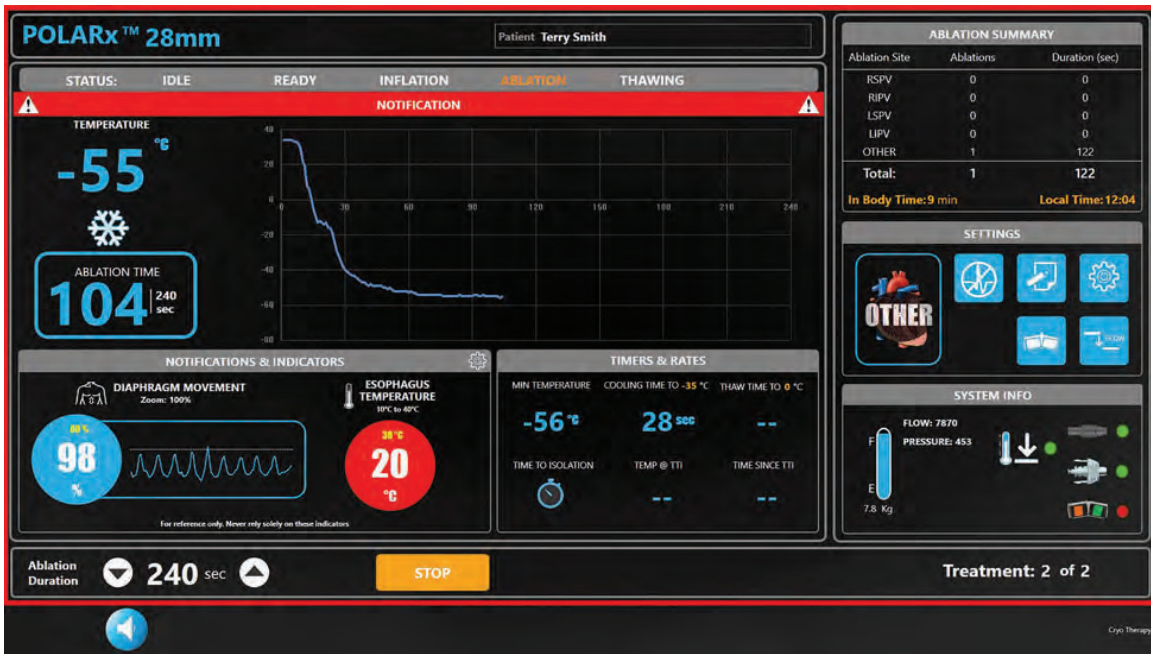 POLARx™ 28mm
Patient Terry Smith
STATUS: IDLE READY INFLATION ABLATION THAWING
NOTIFICATION
TEMPERATURE
-55 °C
ABLATION TIME
104 240 sec
40
20
0
-20
-40
-60
-80
0 30 60 90 120 150 180 210 240
NOTIFICATIONS & INDICATORS
DIAPHRAGM MOVEMENT
Zoom: 100%
98
%
ESOPHAGUS
TEMPERATURE
10°C to 40°C
20
°C
For reference only. Never rely solely on these indicators
TIMERS & RATES
MIN TEMPERATURE COOLING TIME TO -35 °C THAW TIME TO 0 °C
-56 °C 28 sec --
TIME TO ISOLATION TEMP @ TTI TIME SINCE TTI
-- --
Ablation
Duration
240 sec
STOP
ABLATION SUMMARY
Ablation Site Ablations Duration (sec)
RSPV 0 0
RIPV 0 0
LSPV 0 0
LIPV 0 0
OTHER 1 122
Total: 1 122
In Body Time: 9 min Local Time: 12:04
SETTINGS
OTHER
SYSTEM INFO
FLOW: 7870
PRESSURE: 453
F
E
7.8 Kg
Treatment: 2 of 2
Cryo Therapy